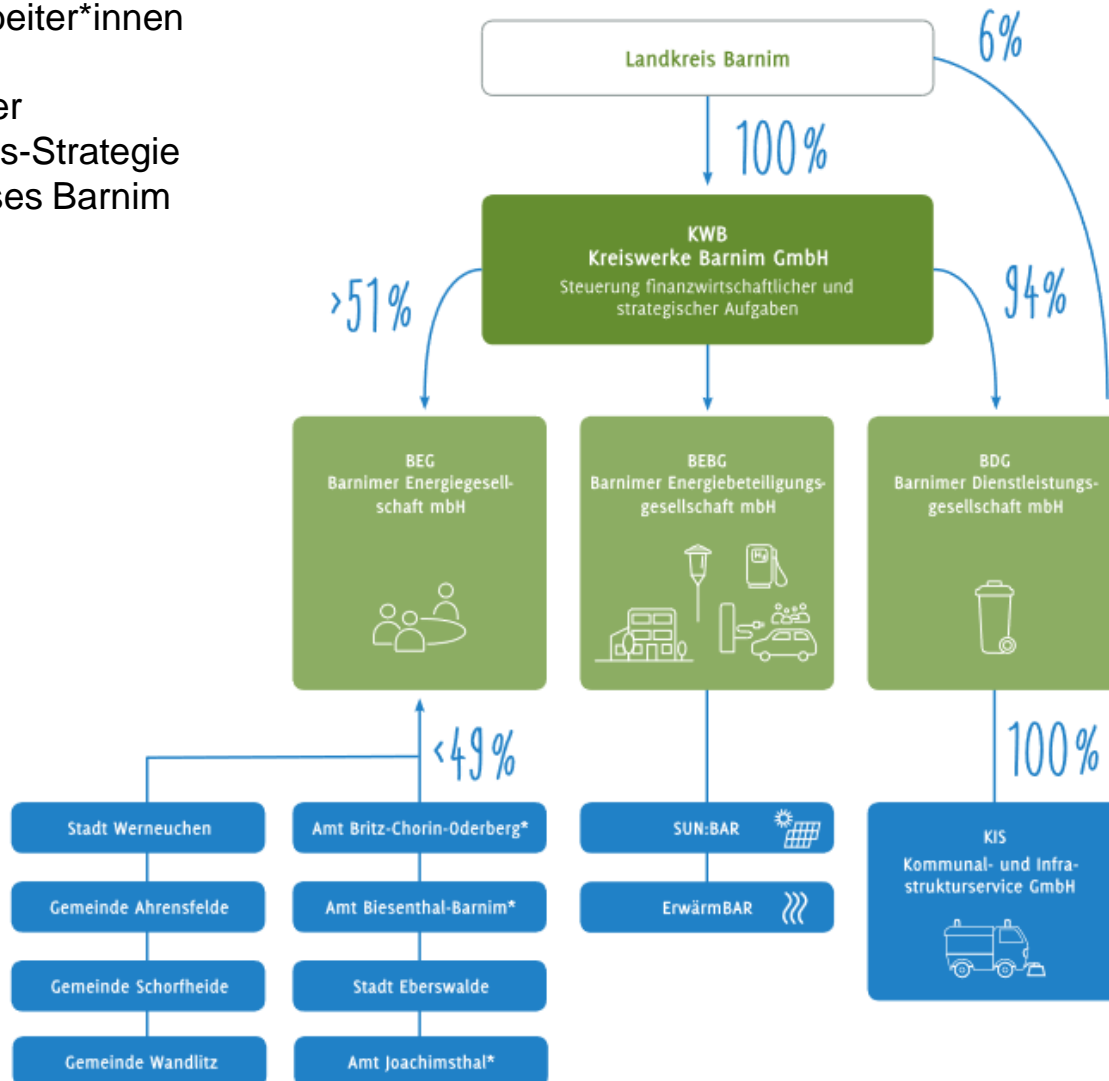 beiter*innen
er
s-Strategie
ses Barnim
6%
Landkreis Barnim
100%
KWB
Kreiswerke Barnim GmbH
Steuerung finanzwirtschaftlicher und
strategischer Aufgaben
>51%
94%
BEG
Barnimer Energiegesell-
schaft mbH
BEBG
Barnimer Energiebeteiligungs-
gesellschaft mbH
H₂
BDG
Barnimer Dienstleistungs-
gesellschaft mbH
<49%
100%
Stadt Werneuchen
Gemeinde Ahrensfelde
Gemeinde Schorfheide
Gemeinde Wandlitz
Amt Britz-Chorin-Oderberg*
Amt Biesenthal-Barnim*
Stadt Eberswalde
Amt Joachimsthal*
SUN:BAR
ErwärmBAR
KIS
Kommunal- und Infra-
strukturservice GmbH